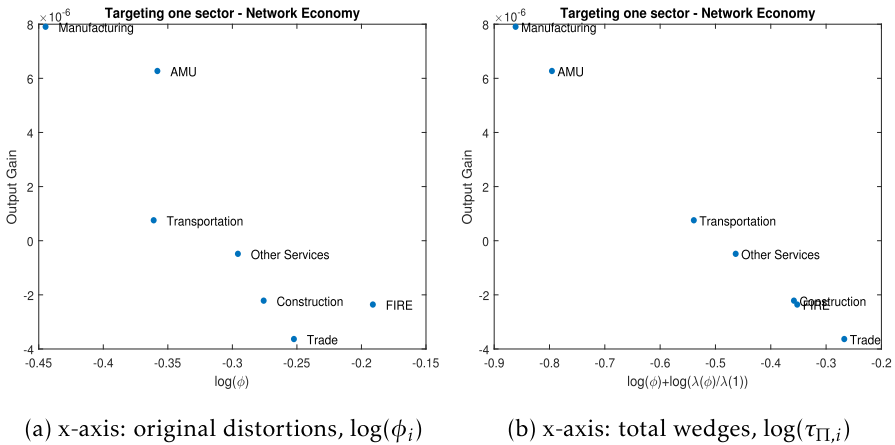 Targeting one sector - Network Economy
×10⁻⁶
8
6
4
2
0
-2
-4
Output Gain
Manufacturing
AMU
Transportation
Other Services
Construction
FIRE
Trade
-0.45
-0.4
-0.35
-0.3
-0.25
-0.2
-0.15
log(ϕ)
(a) x-axis: original distortions, log(ϕᵢ)
Targeting one sector - Network Economy
×10⁻⁶
8
6
4
2
0
-2
-4
Output Gain
Manufacturing
AMU
Transportation
Other Services
Construction
FIRE
Trade
-0.9
-0.8
-0.7
-0.6
-0.5
-0.4
-0.3
-0.2
log(ϕ)+log(λ(ϕ)/λ(1))
(b) x-axis: total wedges, log(τ_Π,i)